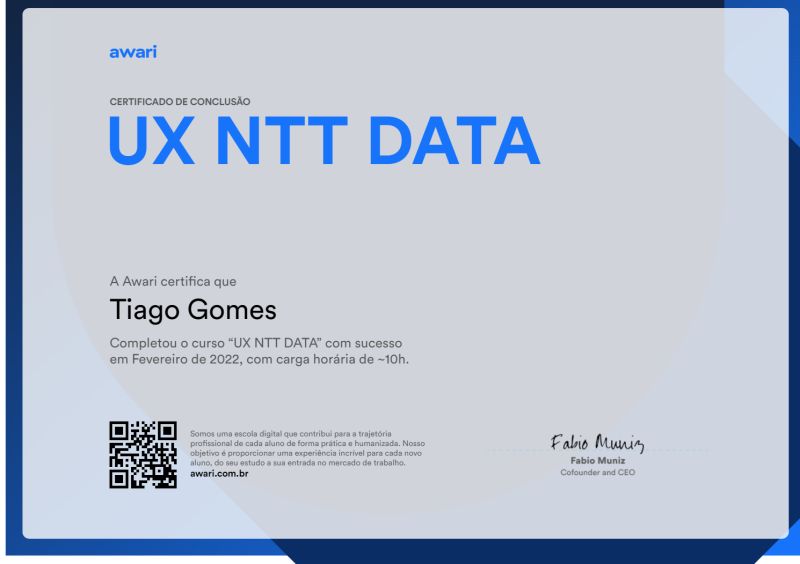 awari
CERTIFICADO DE CONCLUSÃO
UX NTT DATA
A Awari certifica que
Tiago Gomes
Completou o curso “UX NTT DATA” com sucesso
em Fevereiro de 2022, com carga horária de ~10h.
Somos uma escola digital que contribui para a trajetória
profissional de cada aluno de forma prática e humanizada. Nosso
objetivo é proporcionar uma experiência incrível para cada novo
aluno, do seu estudo a sua entrada no mercado de trabalho.
awari.com.br
Fabio Muniz
Fabio Muniz
Cofounder and CEO